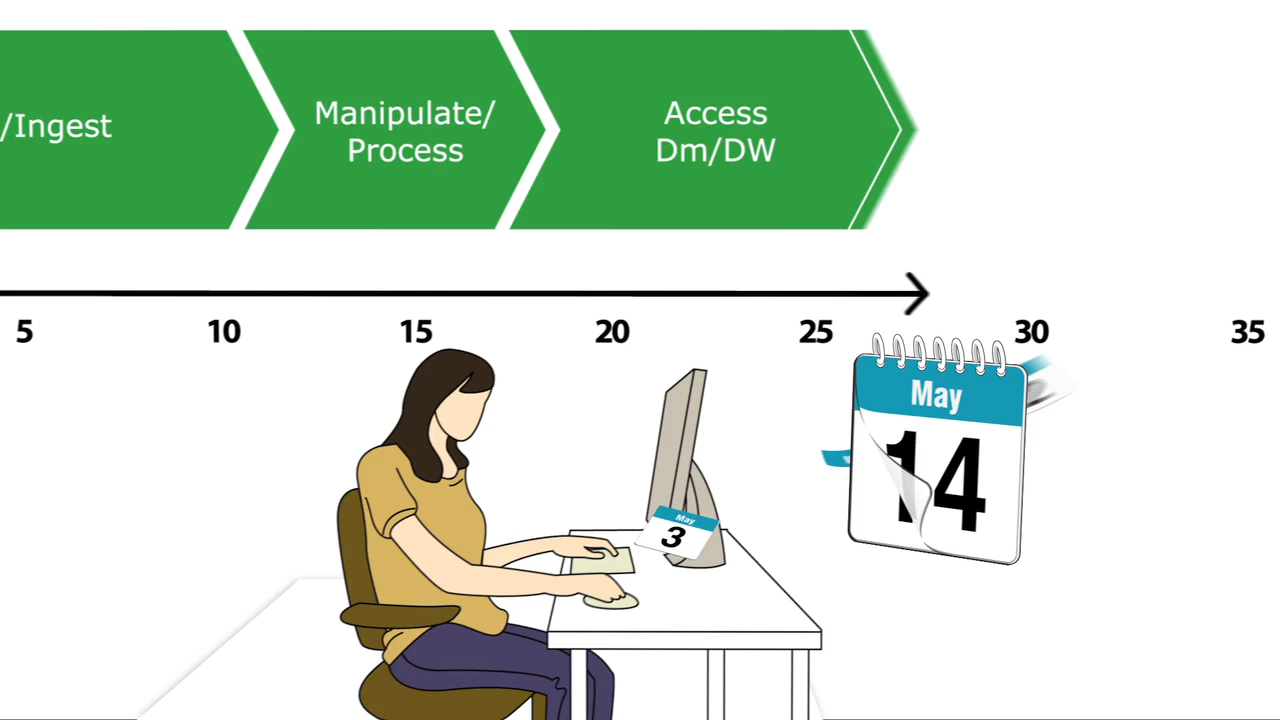 /Ingest
Manipulate/
Process
Access
Dm/DW
5 10 15 20 25 30 35
May
14
May
3